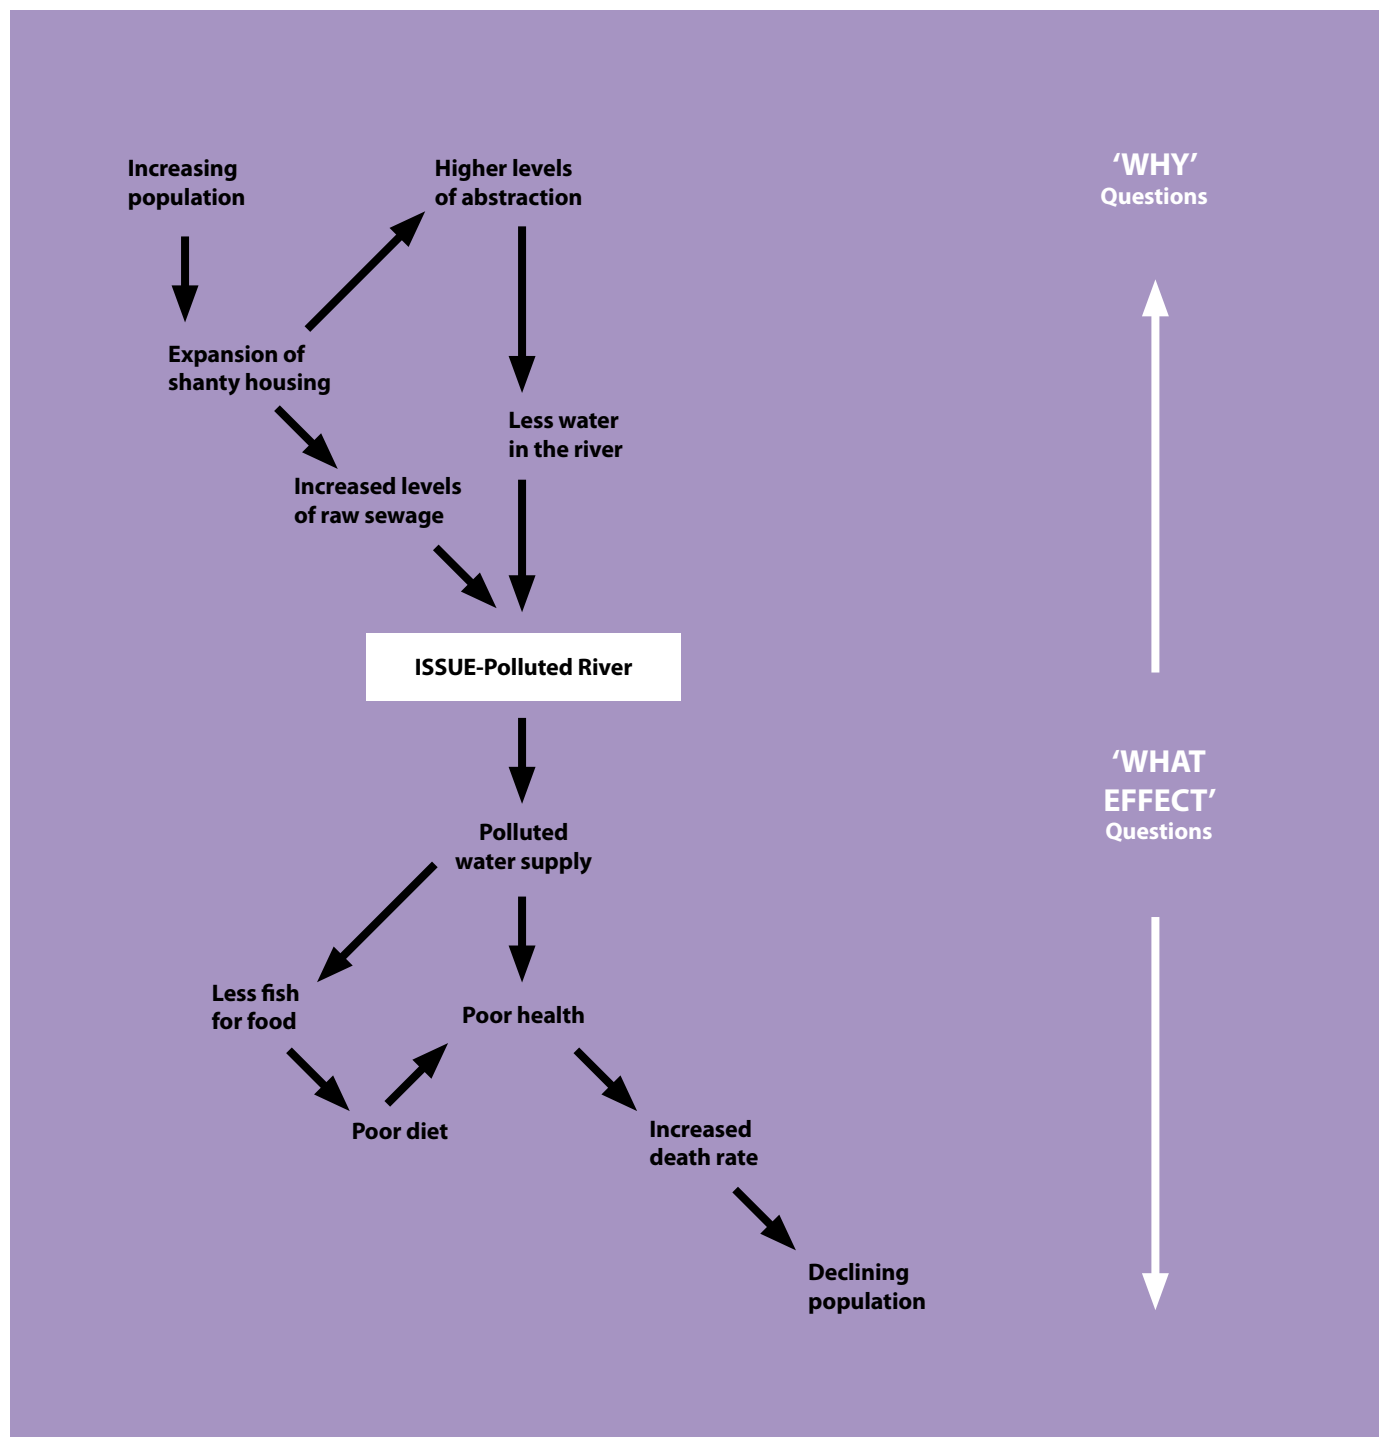 Increasing
population
Higher levels
of abstraction
‘WHY’
Questions
Expansion of
shanty housing
Less water
in the river
Increased levels
of raw sewage
ISSUE-Polluted River
‘WHAT
EFFECT’
Questions
Polluted
water supply
Less fish
for food
Poor health
Poor diet
Increased
death rate
Declining
population